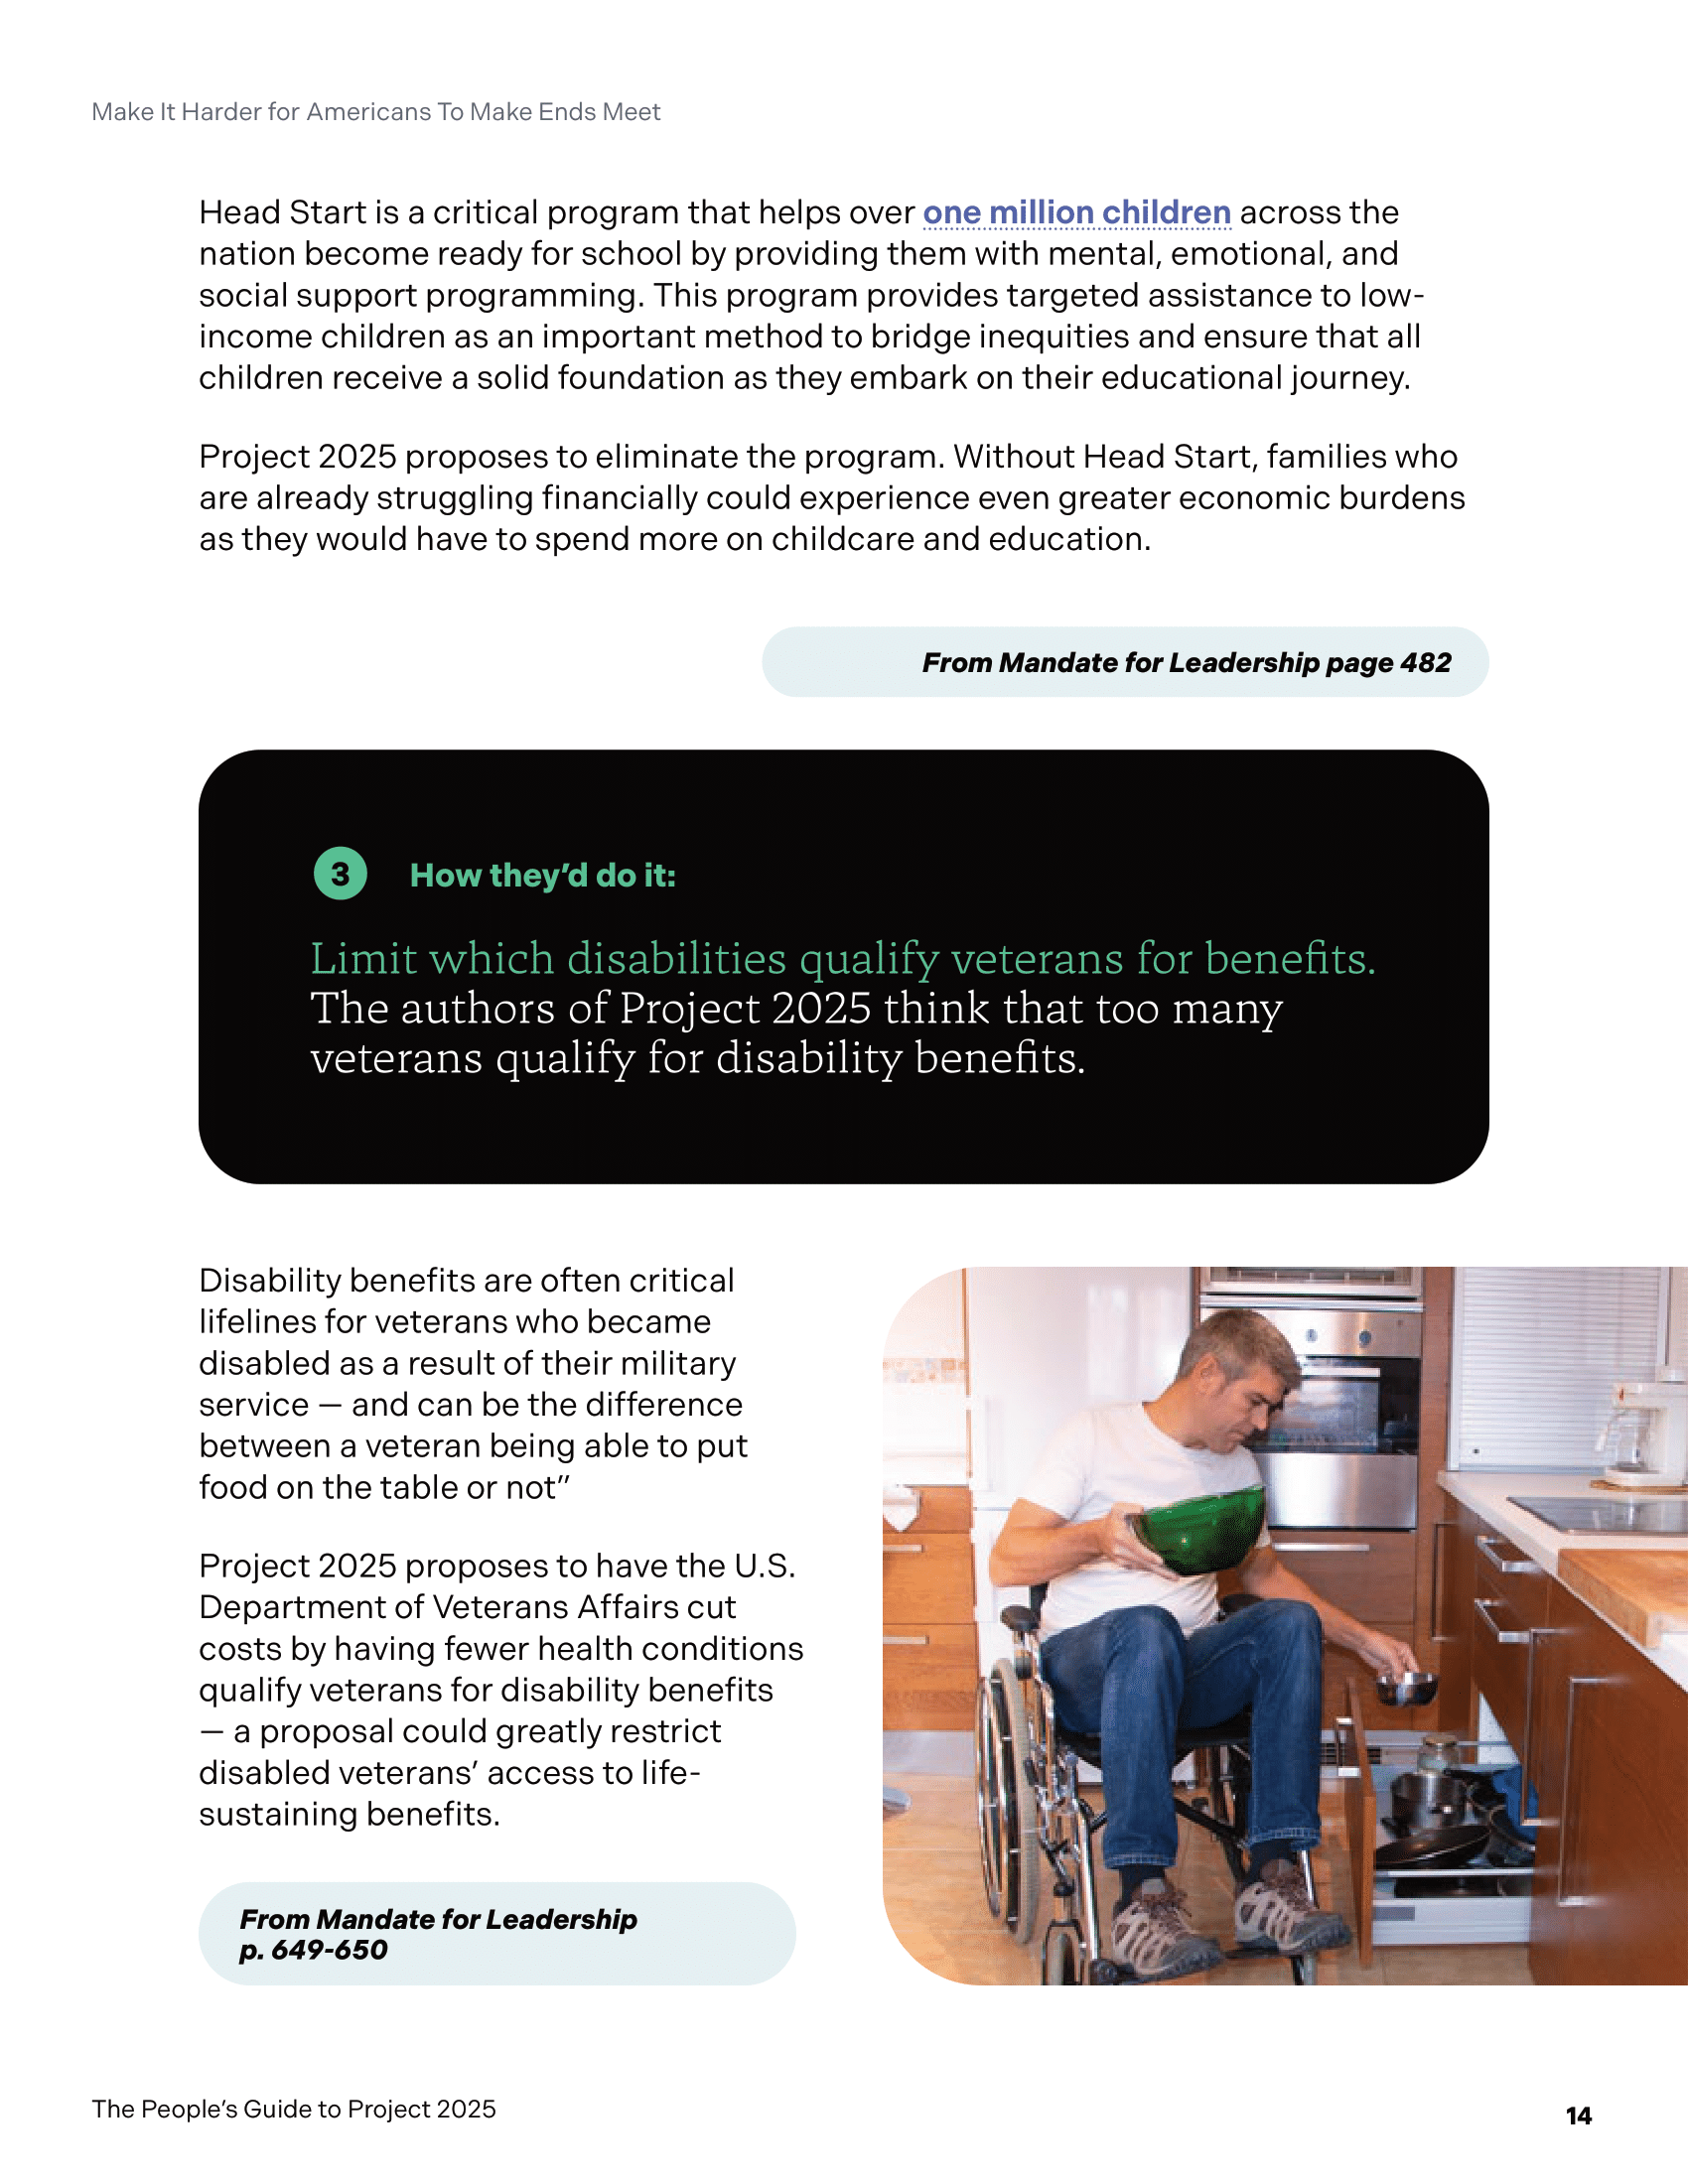 Make It Harder for Americans To Make Ends Meet
Head Start is a critical program that helps over one million children across the
nation become ready for school by providing them with mental, emotional, and
social support programming. This program provides targeted assistance to low-
income children as an important method to bridge inequities and ensure that all
children receive a solid foundation as they embark on their educational journey.
Project 2025 proposes to eliminate the program. Without Head Start, families who
are already struggling financially could experience even greater economic burdens
as they would have to spend more on childcare and education.
From Mandate for Leadership page 482
3 How they’d do it:
Limit which disabilities qualify veterans for benefits.
The authors of Project 2025 think that too many
veterans qualify for disability benefits.
Disability benefits are often critical
lifelines for veterans who became
disabled as a result of their military
service — and can be the difference
between a veteran being able to put
food on the table or not”
Project 2025 proposes to have the U.S.
Department of Veterans Affairs cut
costs by having fewer health conditions
qualify veterans for disability benefits
— a proposal could greatly restrict
disabled veterans’ access to life-
sustaining benefits.
From Mandate for Leadership
p. 649-650
The People’s Guide to Project 2025
14